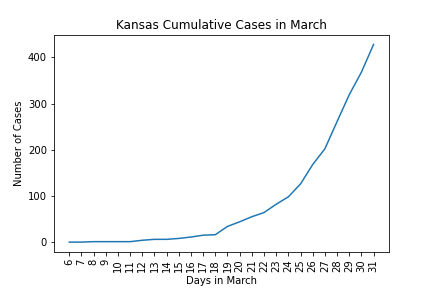 Kansas Cumulative Cases in March
Number of Cases
400
300
200
100
0
6 7 8 9 10 11 12 13 14 15 16 17 18 19 20 21 22 23 24 25 26 27 28 29 30 31
Days in March